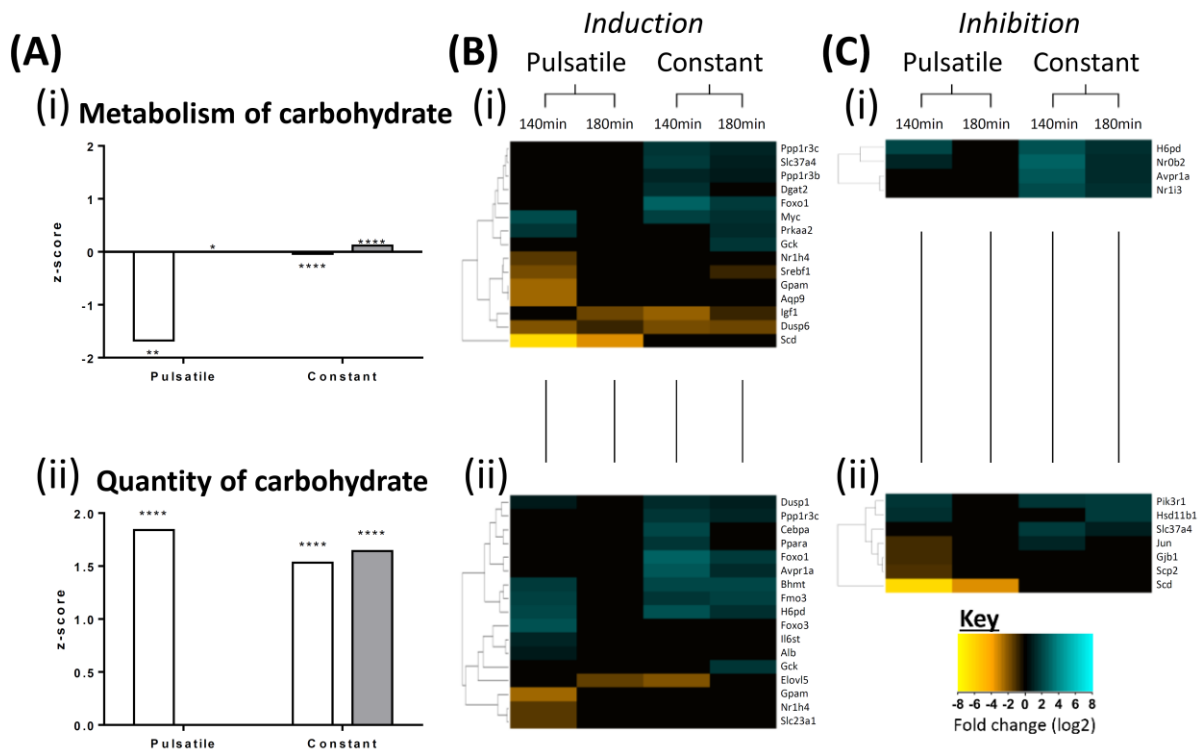 (A)
(i) Metabolism of carbohydrate
2
1
0
-1
-2
z-score
*
**
****
****
Pulsatile Constant
(ii) Quantity of carbohydrate
2.0
1.5
1.0
0.5
0.0
z-score
****
****
****
Pulsatile Constant
(B) Induction
Pulsatile Constant
(i)
140min 180min 140min 180min
Ppp1r3c
Slc37a4
Ppp1r3b
Dgat2
Foxo1
Myc
Prkaa2
Gck
Nr1h4
Srebf1
Gpam
Aqp9
Igf1
Dusp6
Scd
(ii)
Dusp1
Ppp1r3c
Cebpa
Ppara
Foxo1
Avpr1a
Bhmt
Fmo3
H6pd
Foxo3
Il6st
Alb
Gck
Elovl5
Gpam
Nr1h4
Slc23a1
(C) Inhibition
Pulsatile Constant
(i)
140min 180min 140min 180min
H6pd
Nr0b2
Avpr1a
Nr1i3
(ii)
Pik3r1
Hsd11b1
Slc37a4
Jun
Gjb1
Scp2
Scd
Key
-8 -6 -4 -2 0 2 4 6 8
Fold change (log2)